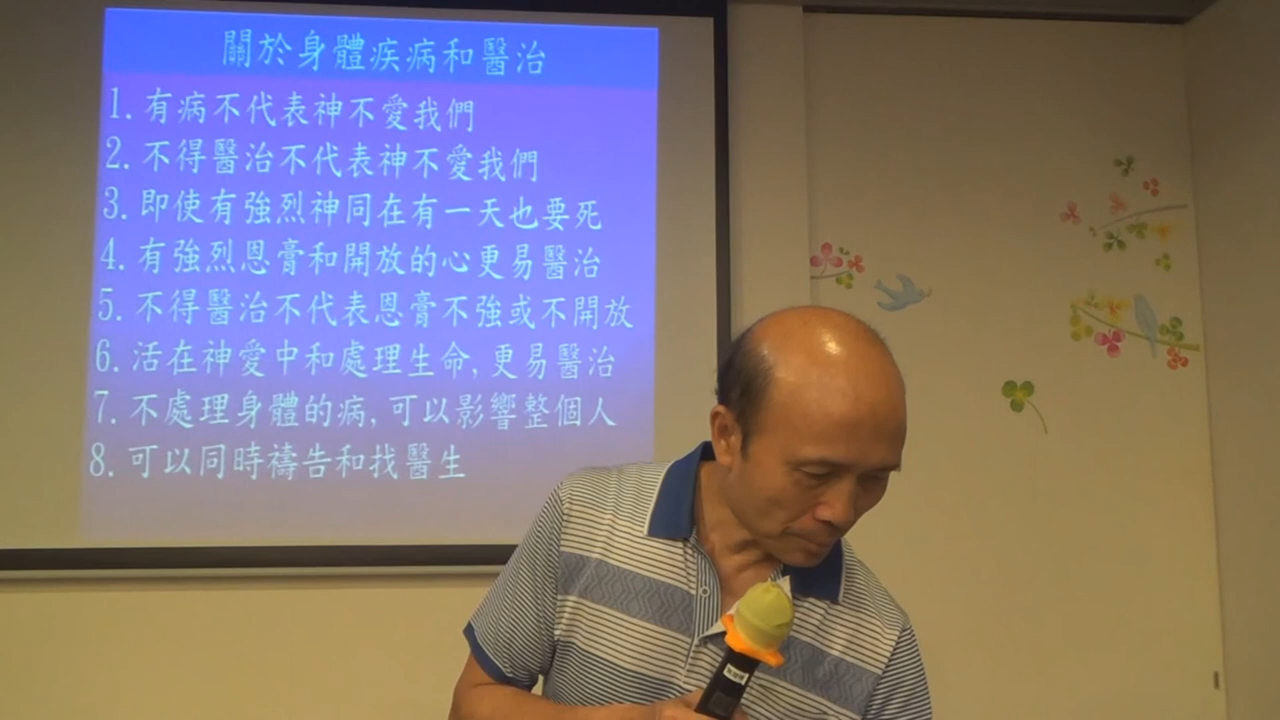 關於身體疾病和醫治
1. 有病不代表神不愛我們
2. 不得醫治不代表神不愛我們
3. 即使有強烈神同在有一天也要死
4. 有強烈恩膏和開放的心更易醫治
5. 不得醫治不代表恩膏不強或不開放
6. 活在神愛中和處理生命, 更易醫治
7. 不處理身體的病, 可以影響整個人
8. 可以同時禱告和找醫生